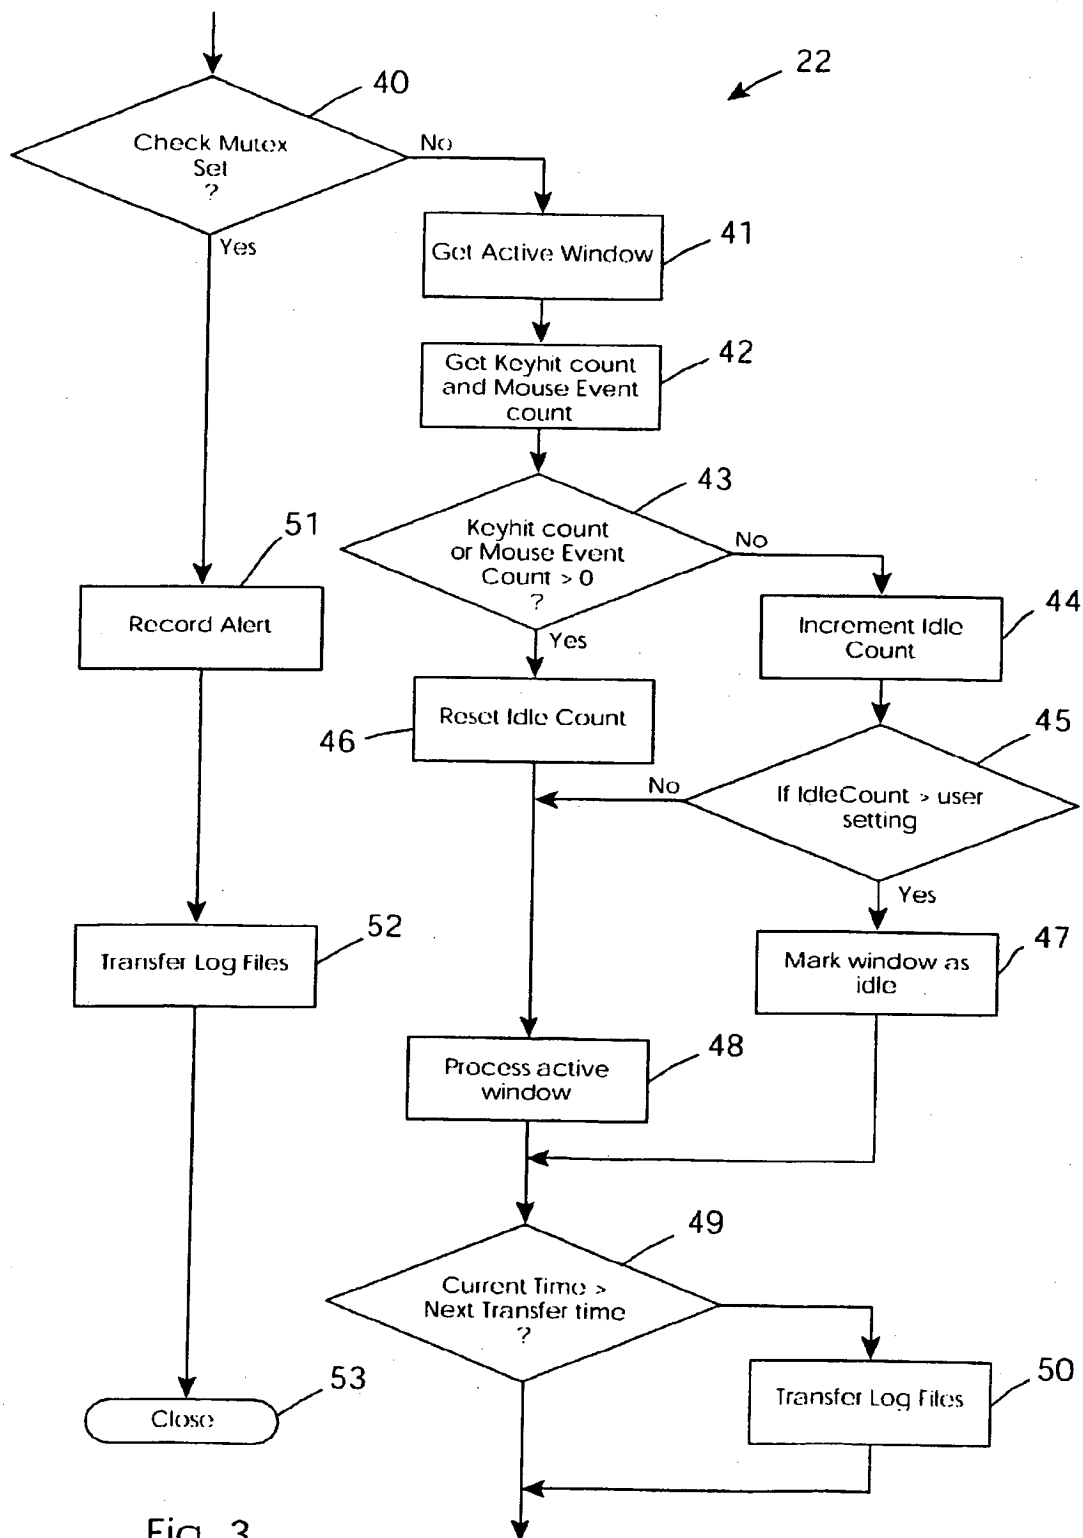 22
40
Check Mutex
Set
?
No
Yes
41
Get Active Window
42
Get Keyhit count
and Mouse Event
count
43
Keyhit count
or Mouse Event
Count > 0
?
No
Yes
51
Record Alert
44
Increment Idle
Count
46
Reset Idle Count
45
If IdleCount > user
setting
No
Yes
52
Transfer Log Files
47
Mark window as
idle
48
Process active
window
49
Current Time >
Next Transfer time
?
53
Close
50
Transfer Log Files
Fig. 3